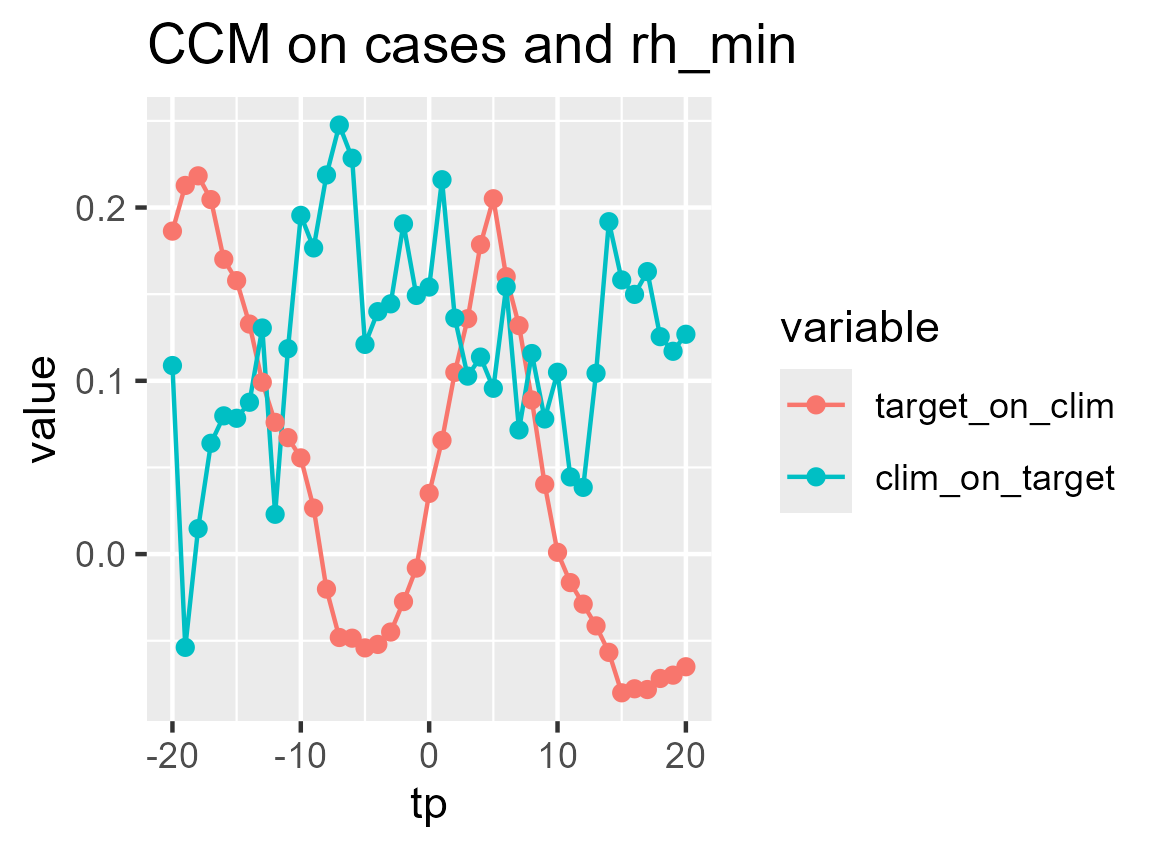 CCM on cases and rh_min
value
0.2
0.1
0.0
-20
-10
0
10
20
tp
variable
target_on_clim
clim_on_target